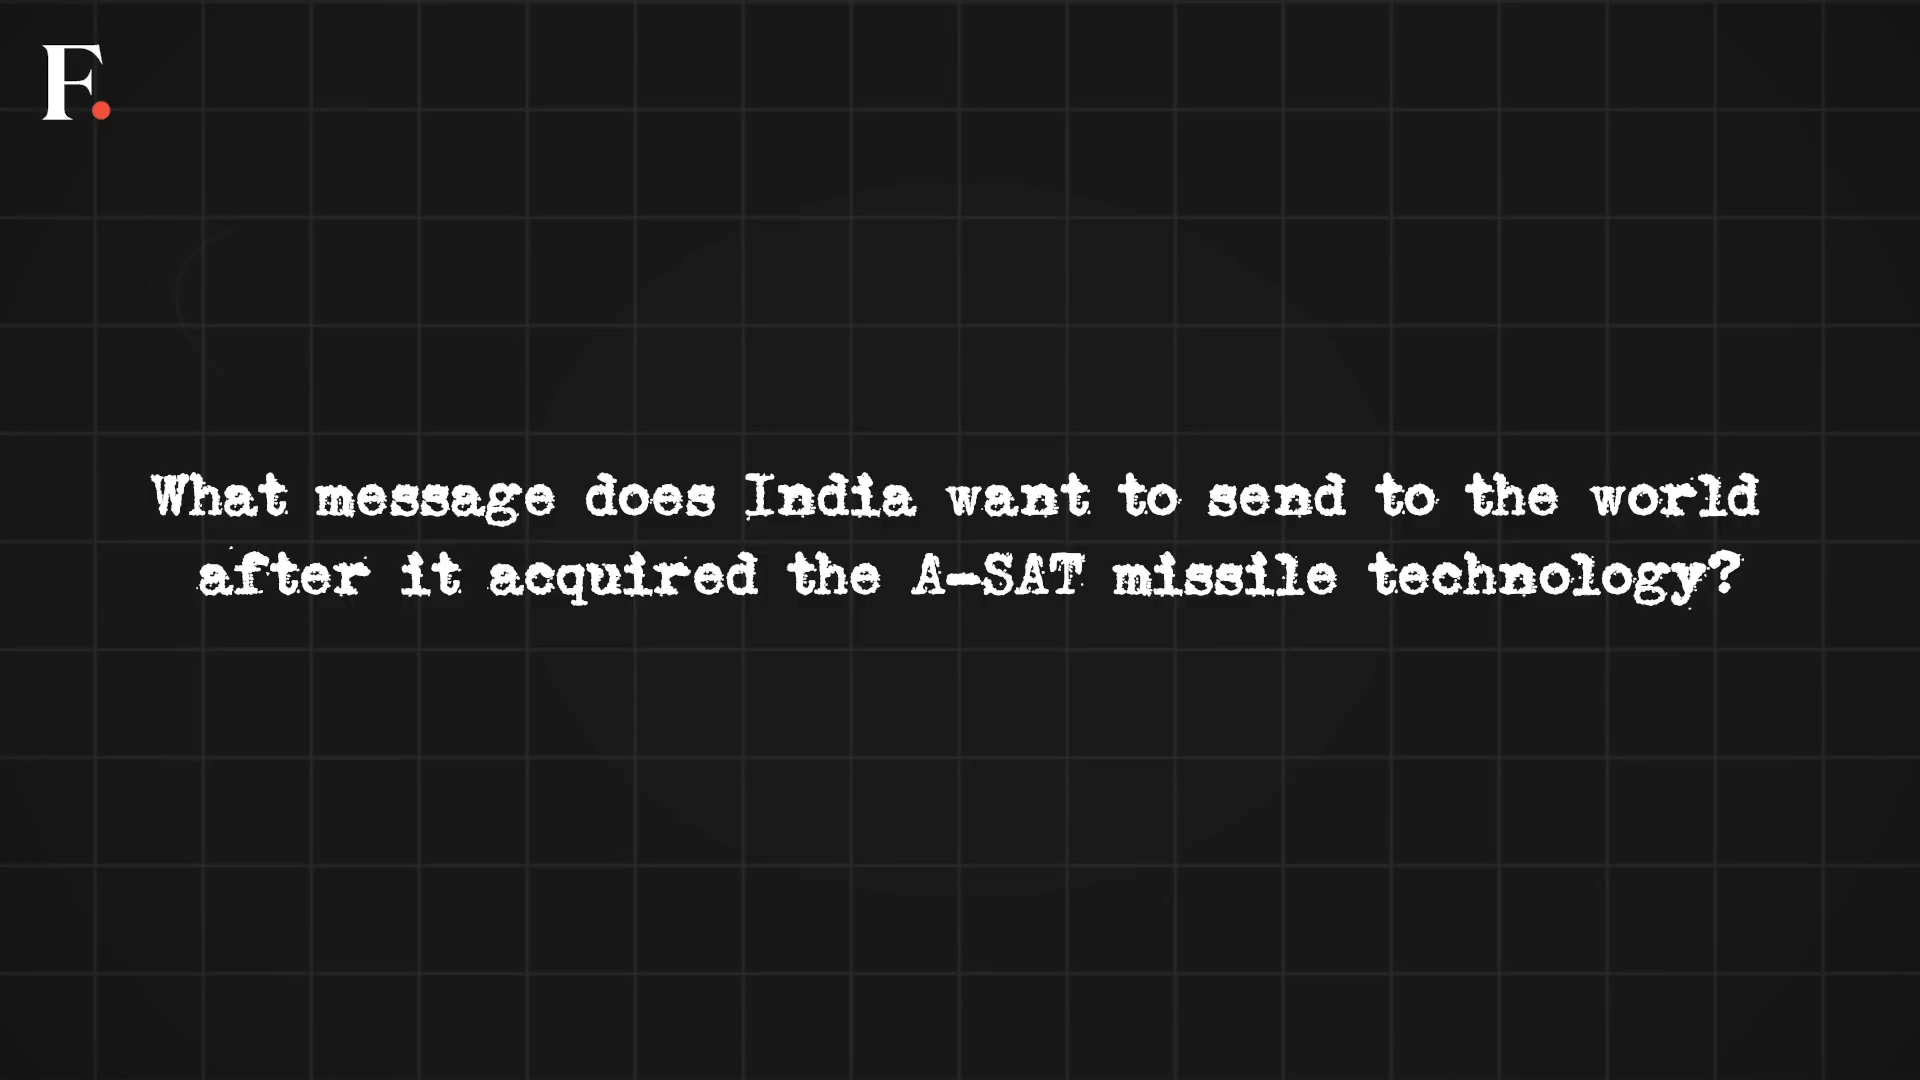 F.
What message does India want to send to the world
after it acquired the A-SAT missile technology?